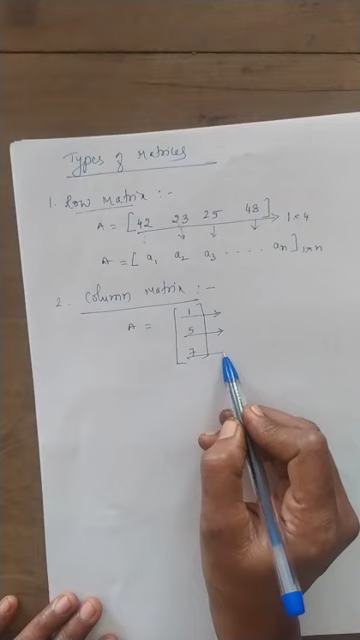 Types of Matrices
1. Row Matrix :-
A = [42 23 25 48] 1×4
A = [a₁ a₂ a₃ .... aₙ]₁ₓₙ
2. Column Matrix :-
A = [1
5
7]